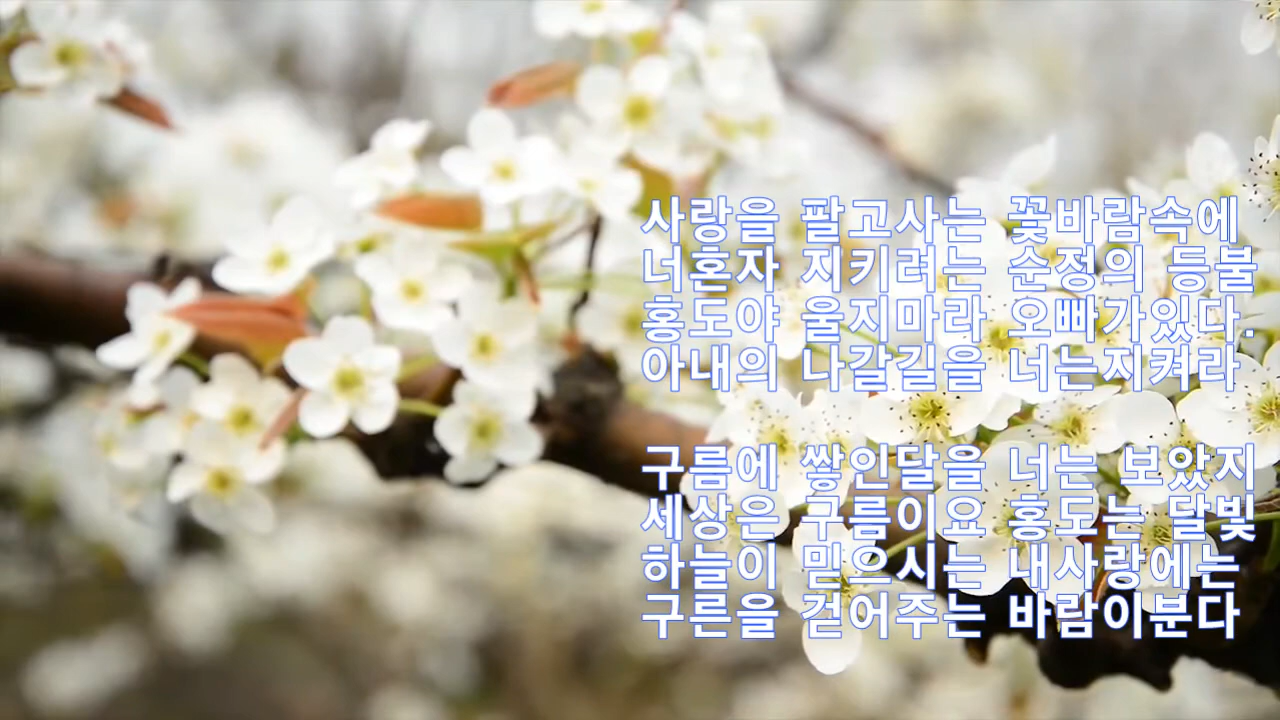 사랑을 팔고사는 꽃바람속에
너혼자 지키려는 순정의 등불
홍도야 울지마라 오빠가있다.
아내의 나갈길을 너는지켜라
구름에 쌓인달을 너는 보았지
세상은 구름이요 홍도는 달빛
하늘이 믿으시는 내사랑에는
구른을 걷어주는 바람이분다